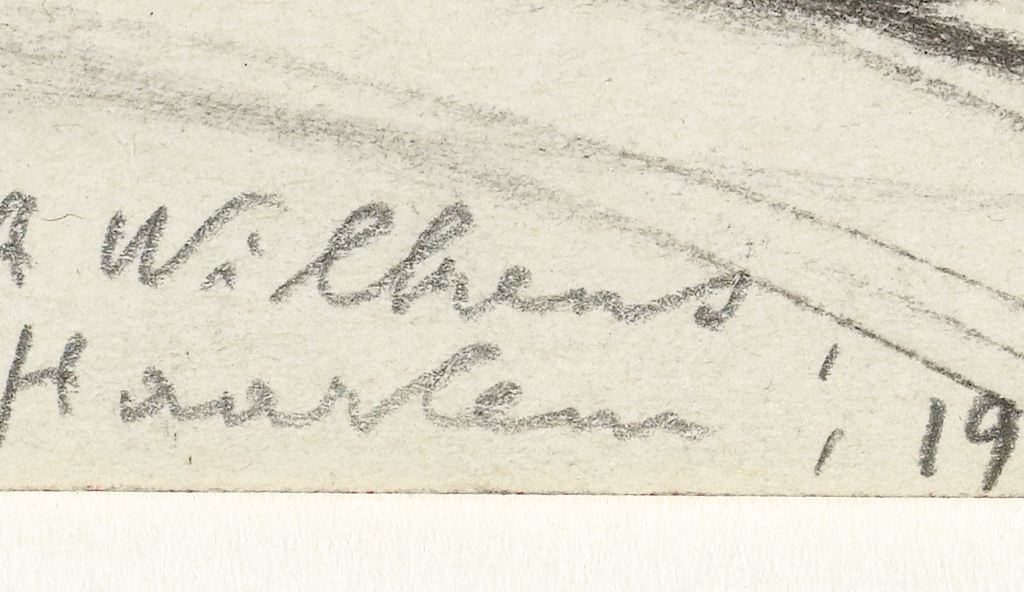 A Wilkens
Haarlem ; 19